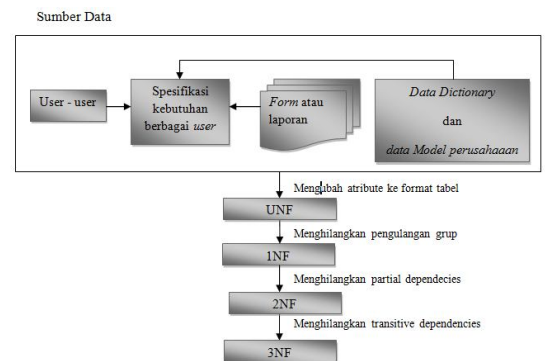 Sumber Data
User - user
Spesifikasi
kebutuhan
berbagai user
Form atau
laporan
Data Dictionary
dan
data Model perusahaaan
Mengubah atribute ke format tabel
UNF
Menghilangkan pengulangan grup
1NF
Menghilangkan partial dependecies
2NF
Menghilangkan transitive dependencies
3NF